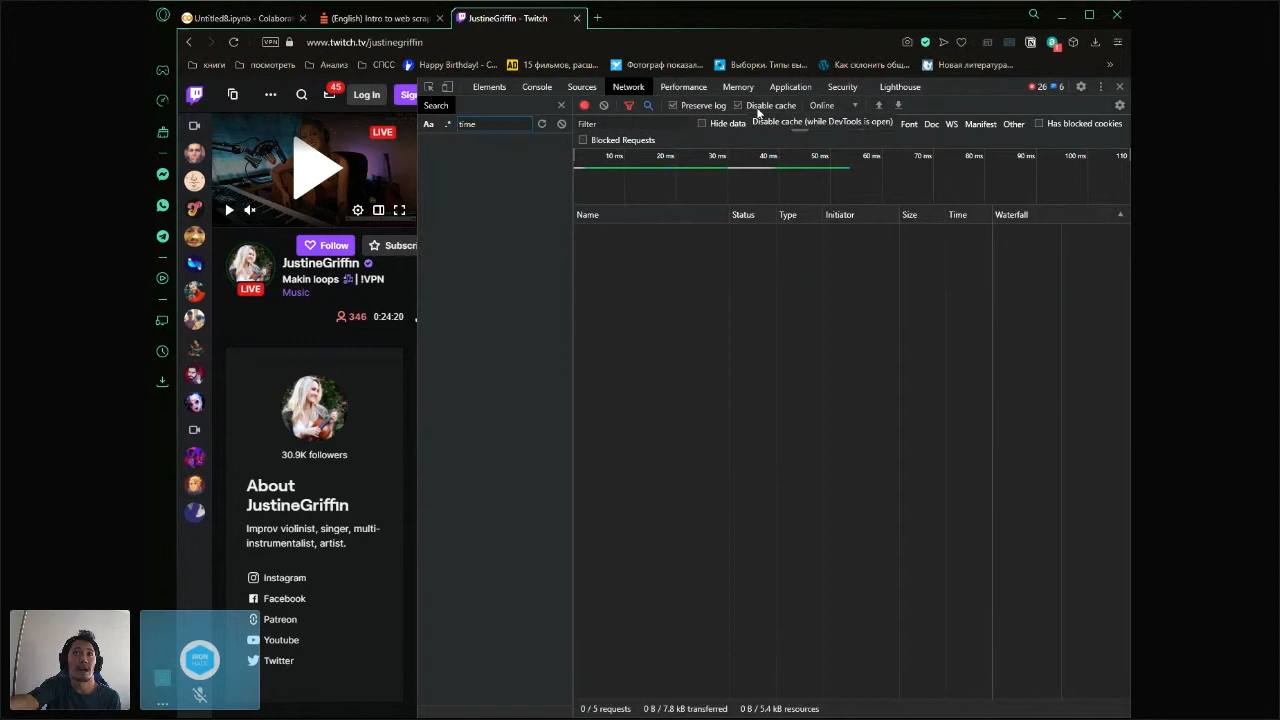 Untitled8.ipynb - Colabora
(English) Intro to web scrap
JustineGriffin - Twitch
VPN
www.twitch.tv/justinegriffin
книги
посмотреть
Анализ
СПСС
Happy Birthday! - C...
15 фильмов, расш...
Фотограф показал...
Выборки. Типы вы...
Как склонить общ...
Новая литература...
Elements
Console
Sources
Network
Performance
Memory
Application
Security
Lighthouse
26
6
45
Log In
Sig
Search
Preserve log
Disable cache
Online
Aa
.*
time
Filter
Hide data
Disable cache (while DevTools is open)
Font
Doc
WS
Manifest
Other
Has blocked cookies
LIVE
Blocked Requests
10 ms
20 ms
30 ms
40 ms
50 ms
60 ms
70 ms
80 ms
90 ms
100 ms
110
Name
Status
Type
Initiator
Size
Time
Waterfall
Follow
Subscri
JustineGriffin
Makin loops | !VPN
LIVE
Music
346
0:24:20
30.9K followers
About
JustineGriffin
Improv violinist, singer, multi-
instrumentalist, artist.
Instagram
Facebook
Patreon
Youtube
Twitter
IRON
HACK
0 / 5 requests
0 B / 7.8 kB transferred
0 B / 5.4 kB resources